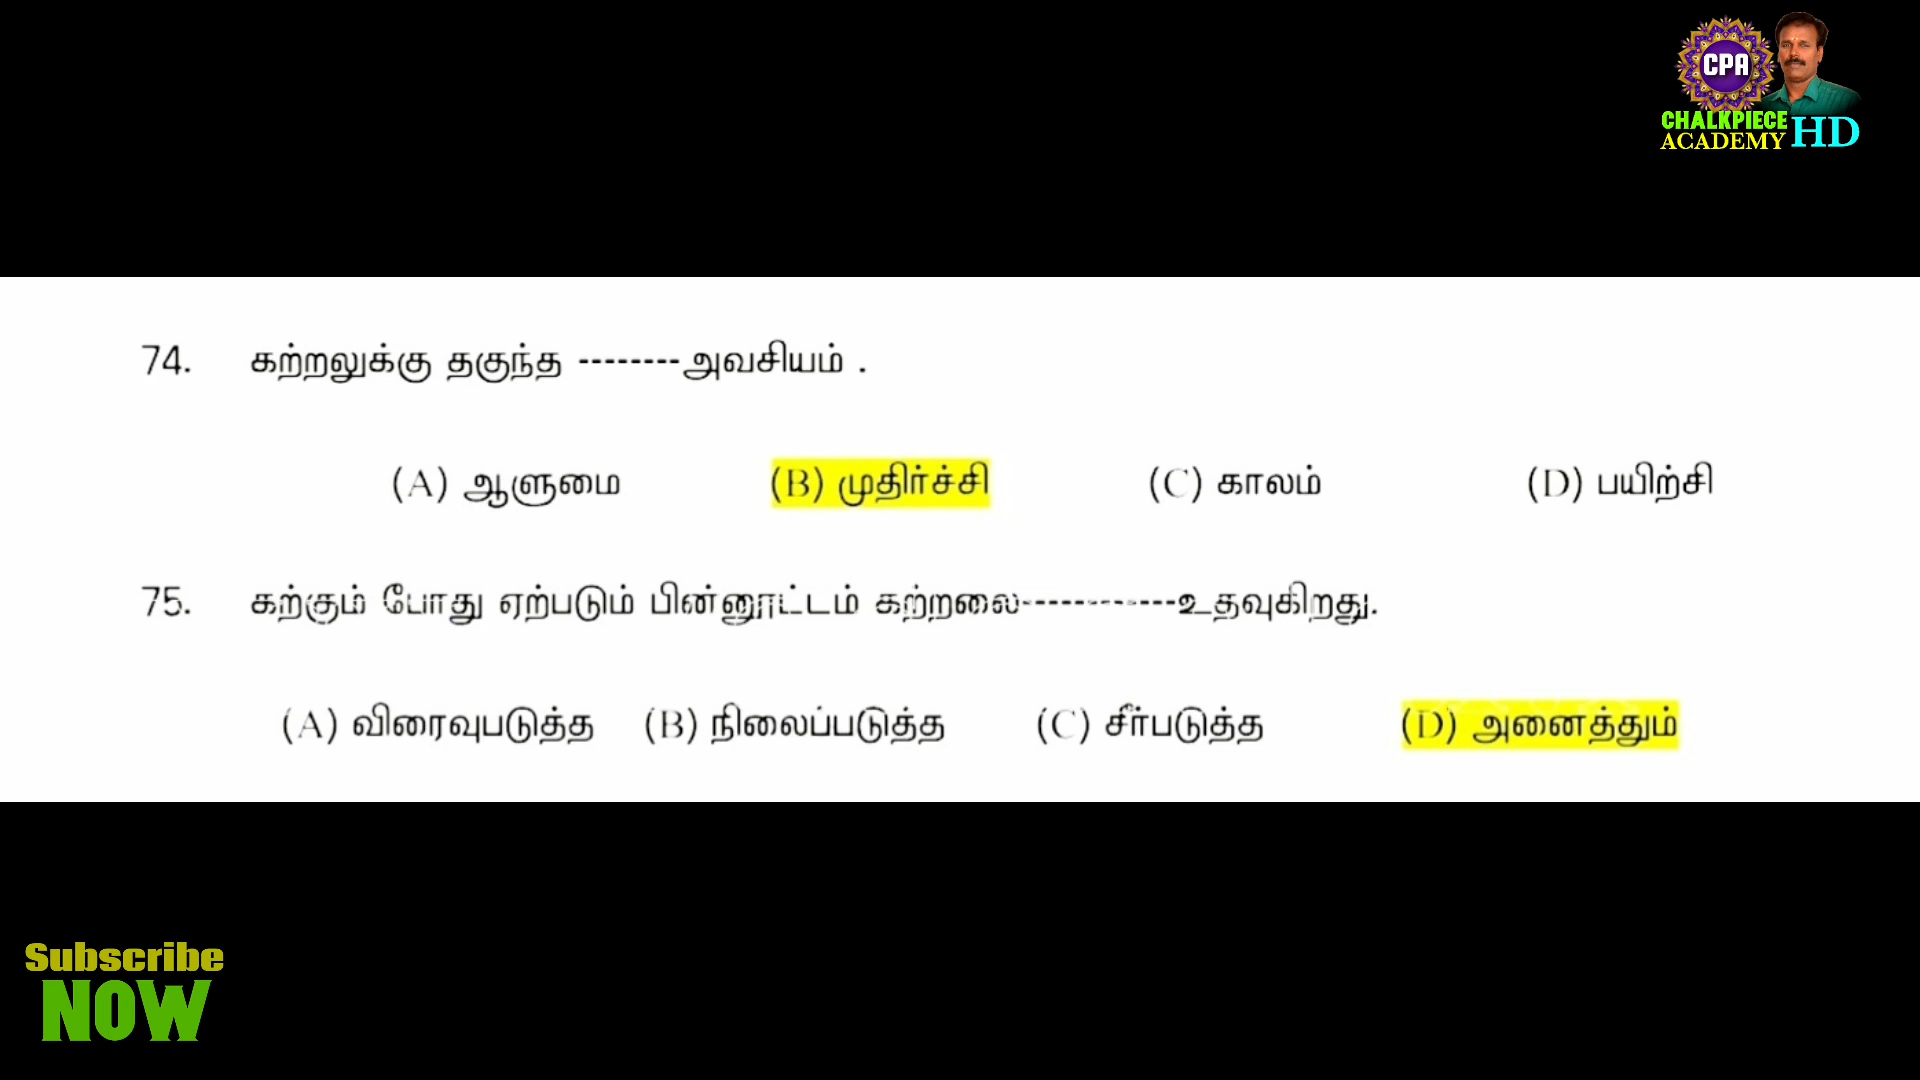 CPA
CHALKPIECE
ACADEMY HD
74. கற்றலுக்கு தகுந்த --------அவசியம் .
(A) ஆளுமை (B) முதிர்ச்சி (C) காலம் (D) பயிற்சி
75. கற்கும் போது ஏற்படும் பின்னூட்டம் கற்றலை------------உதவுகிறது.
(A) விரைவுபடுத்த (B) நிலைப்படுத்த (C) சீர்படுத்த (D) அனைத்தும்
Subscribe
NOW